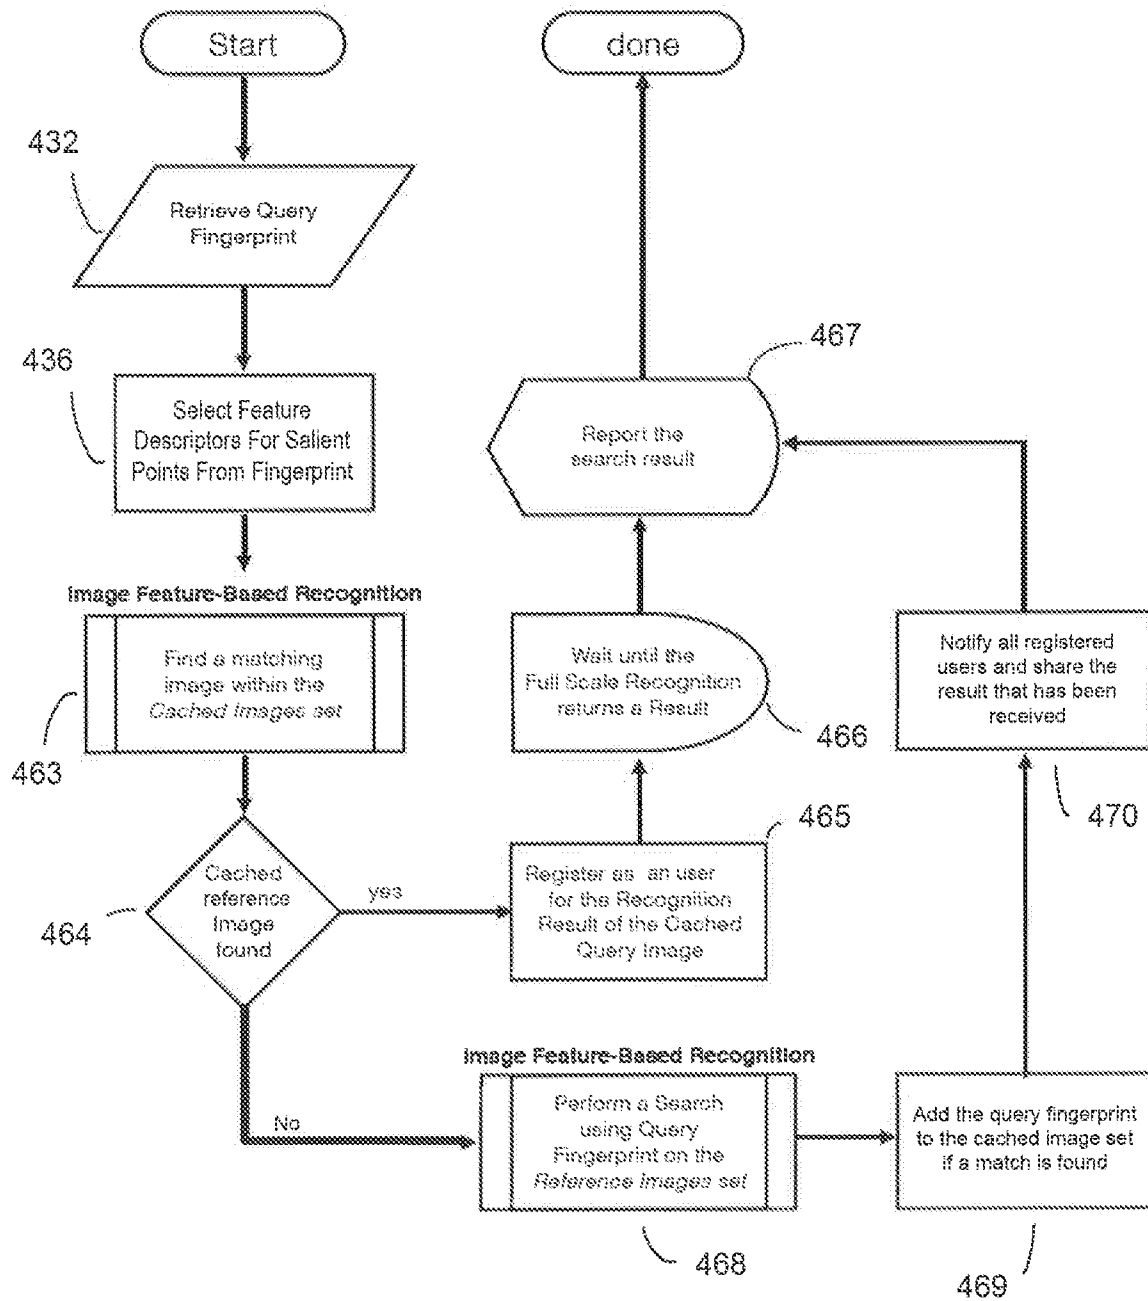 Start
432
Retrieve Query
Fingerprint
436
Select Feature
Descriptors For Salient
Points From Fingerprint
Image Feature-Based Recognition
Find a matching
image within the
Cached Images set
463
Cached
reference
Image
found
464
yes
No
done
467
Report the
search result
Wait until the
Full Scale Recognition
returns a Result
466
465
Register as an user
for the Recognition
Result of the Cached
Query Image
Image Feature-Based Recognition
Perform a Search
using Query
Fingerprint on the
Reference Images set
468
Notify all registered
users and share the
result that has been
received
470
Add the query fingerprint
to the cached image set
if a match is found
469